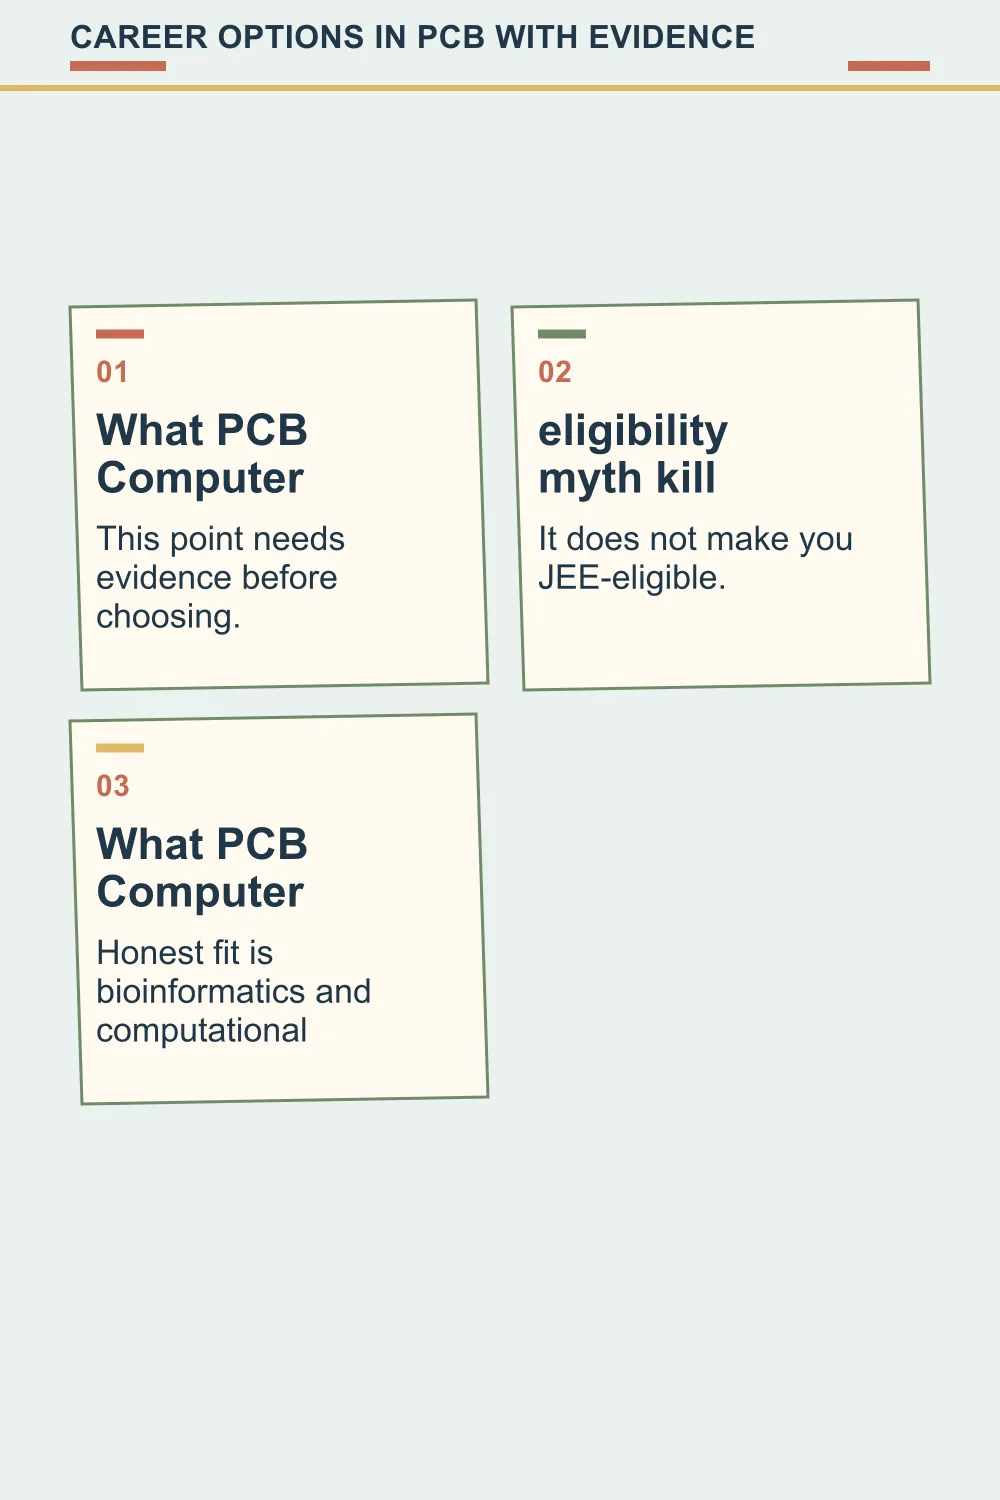 CAREER OPTIONS IN PCB WITH EVIDENCE
01
What PCB
Computer
This point needs
evidence before
choosing.
02
eligibility
myth kill
It does not make you
JEE-eligible.
03
What PCB
Computer
Honest fit is
bioinformatics and
computational